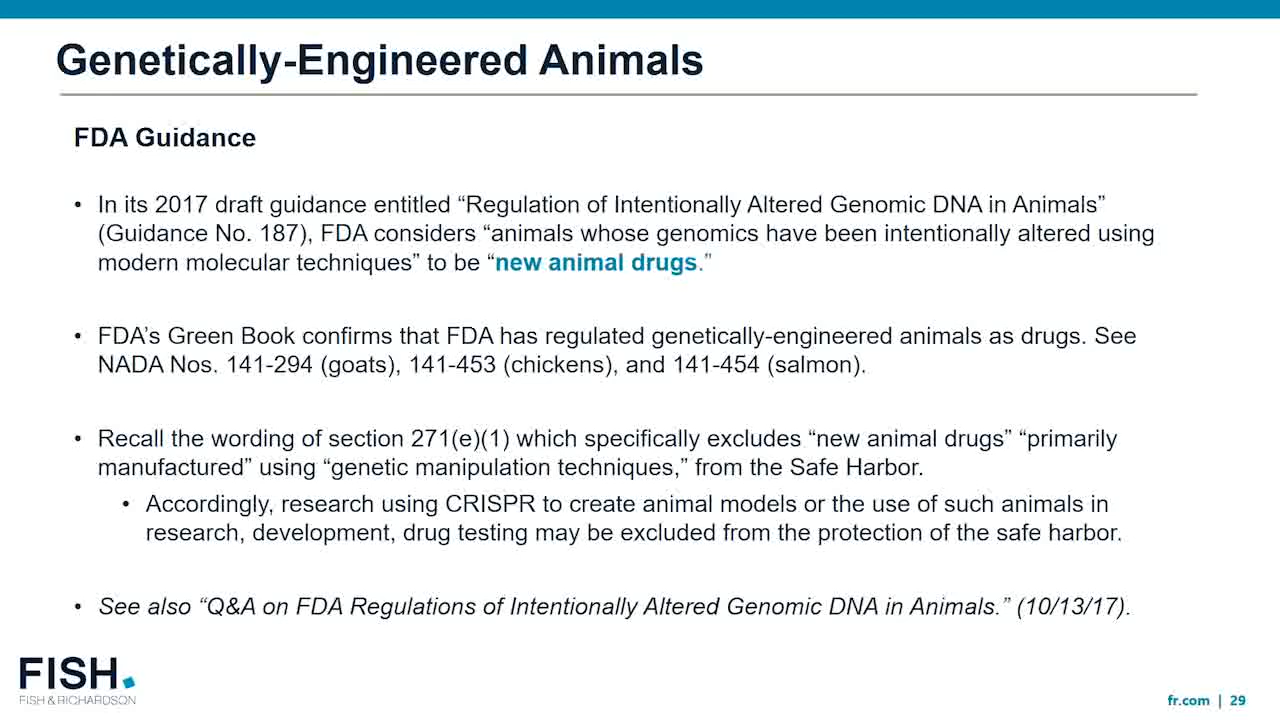 Genetically-Engineered Animals
FDA Guidance
• In its 2017 draft guidance entitled “Regulation of Intentionally Altered Genomic DNA in Animals”
(Guidance No. 187), FDA considers “animals whose genomics have been intentionally altered using
modern molecular techniques” to be “new animal drugs.”
• FDA’s Green Book confirms that FDA has regulated genetically-engineered animals as drugs. See
NADA Nos. 141-294 (goats), 141-453 (chickens), and 141-454 (salmon).
• Recall the wording of section 271(e)(1) which specifically excludes “new animal drugs” “primarily
manufactured” using “genetic manipulation techniques,” from the Safe Harbor.
• Accordingly, research using CRISPR to create animal models or the use of such animals in
research, development, drug testing may be excluded from the protection of the safe harbor.
• See also “Q&A on FDA Regulations of Intentionally Altered Genomic DNA in Animals.” (10/13/17).
FISH.
FISH & RICHARDSON
fr.com | 29